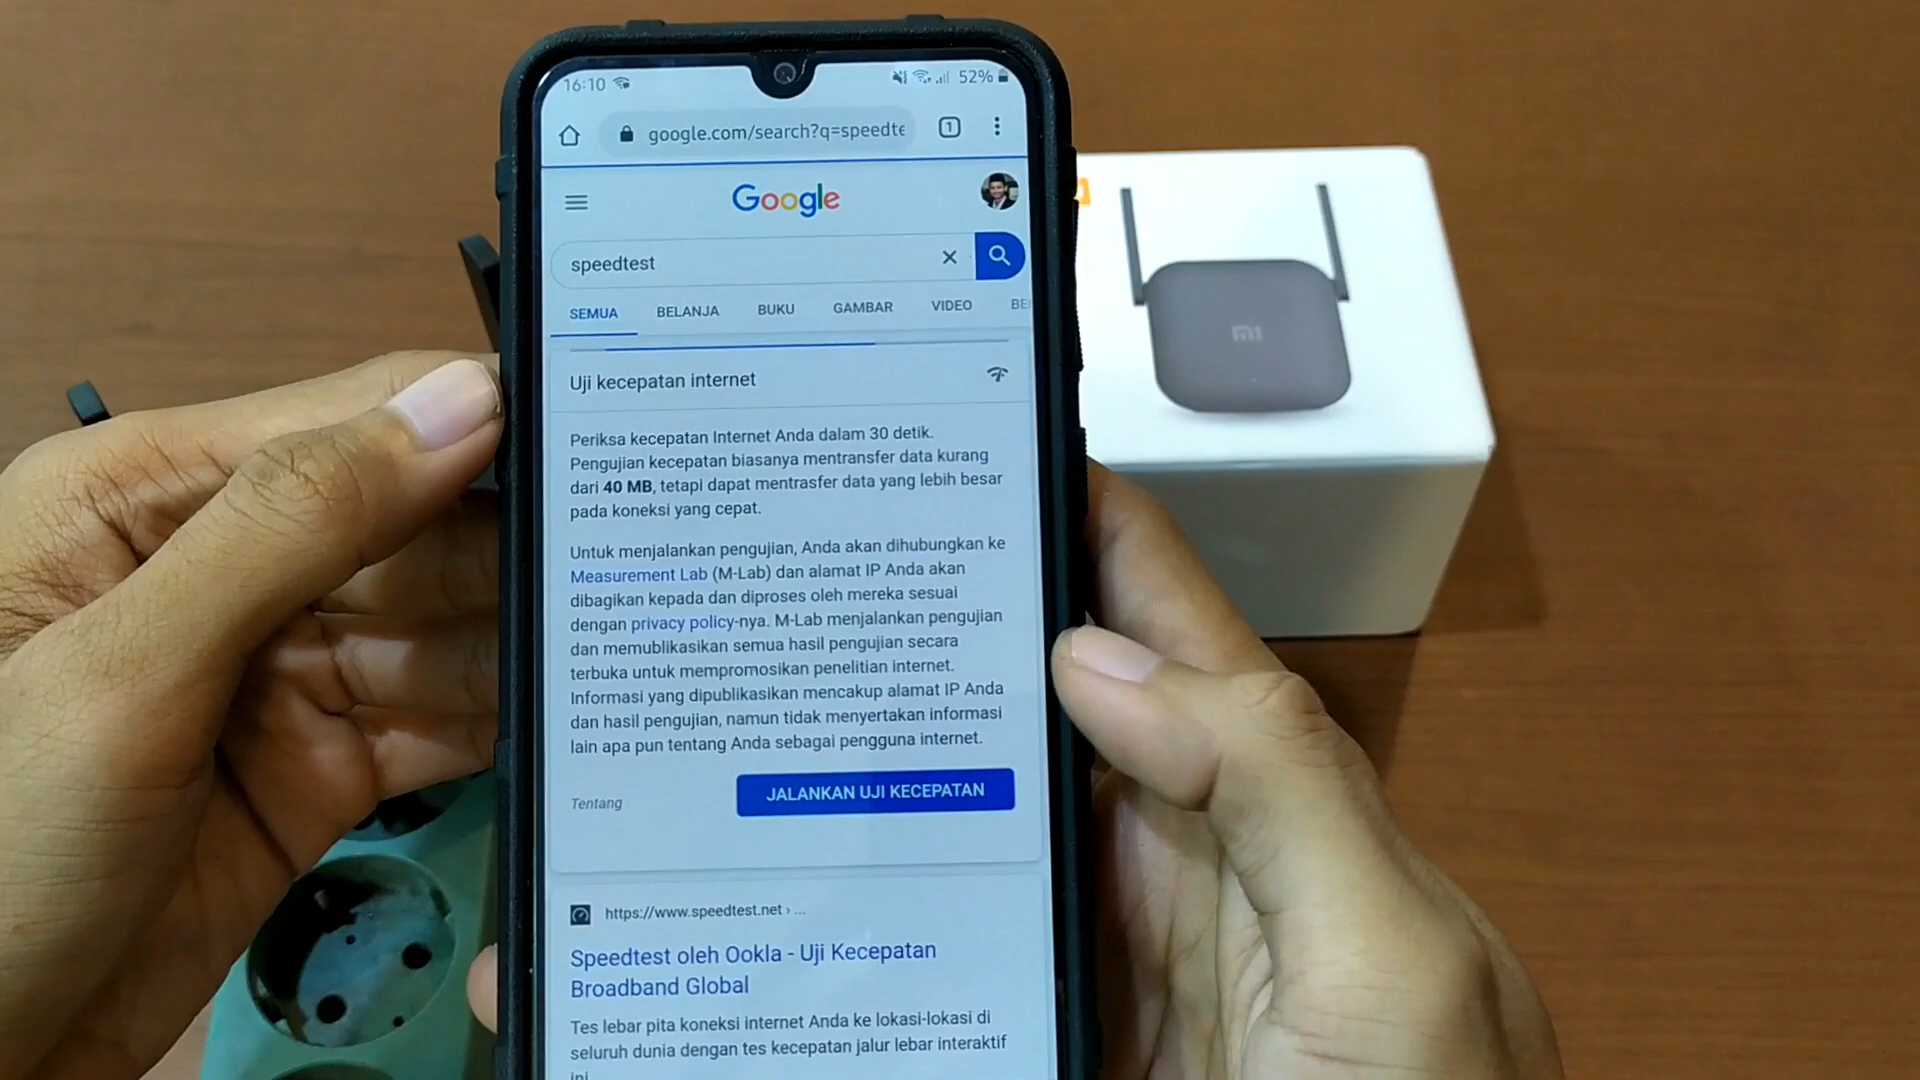 16:10
52%
google.com/search?q=speedte
1
Google
speedtest
SEMUA BELANJA BUKU GAMBAR VIDEO BE
Uji kecepatan internet
Periksa kecepatan Internet Anda dalam 30 detik.
Pengujian kecepatan biasanya mentransfer data kurang
dari 40 MB, tetapi dapat mentrasfer data yang lebih besar
pada koneksi yang cepat.
Untuk menjalankan pengujian, Anda akan dihubungkan ke
Measurement Lab (M-Lab) dan alamat IP Anda akan
dibagikan kepada dan diproses oleh mereka sesuai
dengan privacy policy-nya. M-Lab menjalankan pengujian
dan memublikasikan semua hasil pengujian secara
terbuka untuk mempromosikan penelitian internet.
Informasi yang dipublikasikan mencakup alamat IP Anda
dan hasil pengujian, namun tidak menyertakan informasi
lain apa pun tentang Anda sebagai pengguna internet.
Tentang
JALANKAN UJI KECEPATAN
https://www.speedtest.net › ...
Speedtest oleh Ookla - Uji Kecepatan
Broadband Global
Tes lebar pita koneksi internet Anda ke lokasi-lokasi di
seluruh dunia dengan tes kecepatan jalur lebar interaktif
ini
mi